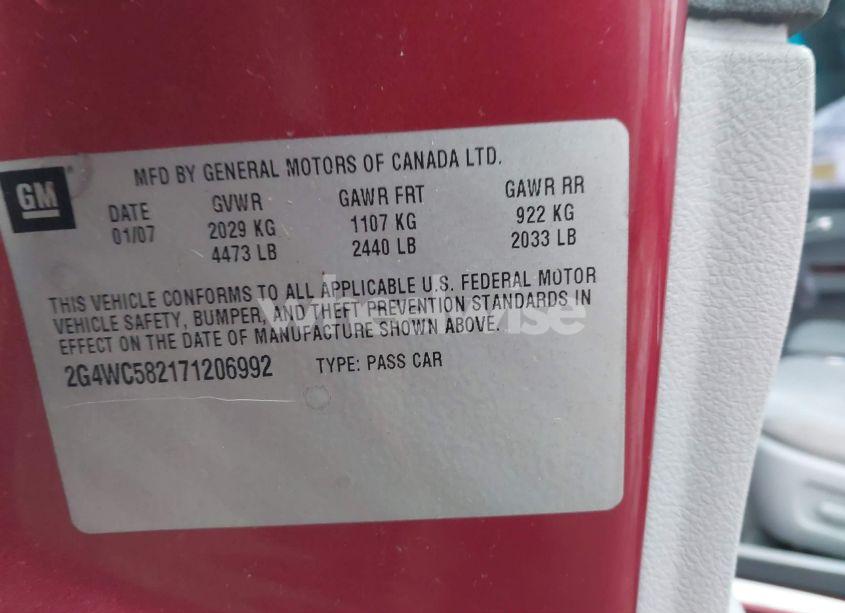 GM
MFD BY GENERAL MOTORS OF CANADA LTD.
DATE GVWR GAWR FRT GAWR RR
01/07 2029 KG 1107 KG 922 KG
4473 LB 2440 LB 2033 LB
THIS VEHICLE CONFORMS TO ALL APPLICABLE U.S. FEDERAL MOTOR
VEHICLE SAFETY, BUMPER, AND THEFT PREVENTION STANDARDS IN
EFFECT ON THE DATE OF MANUFACTURE SHOWN ABOVE.
2G4WC582171206992 TYPE: PASS CAR